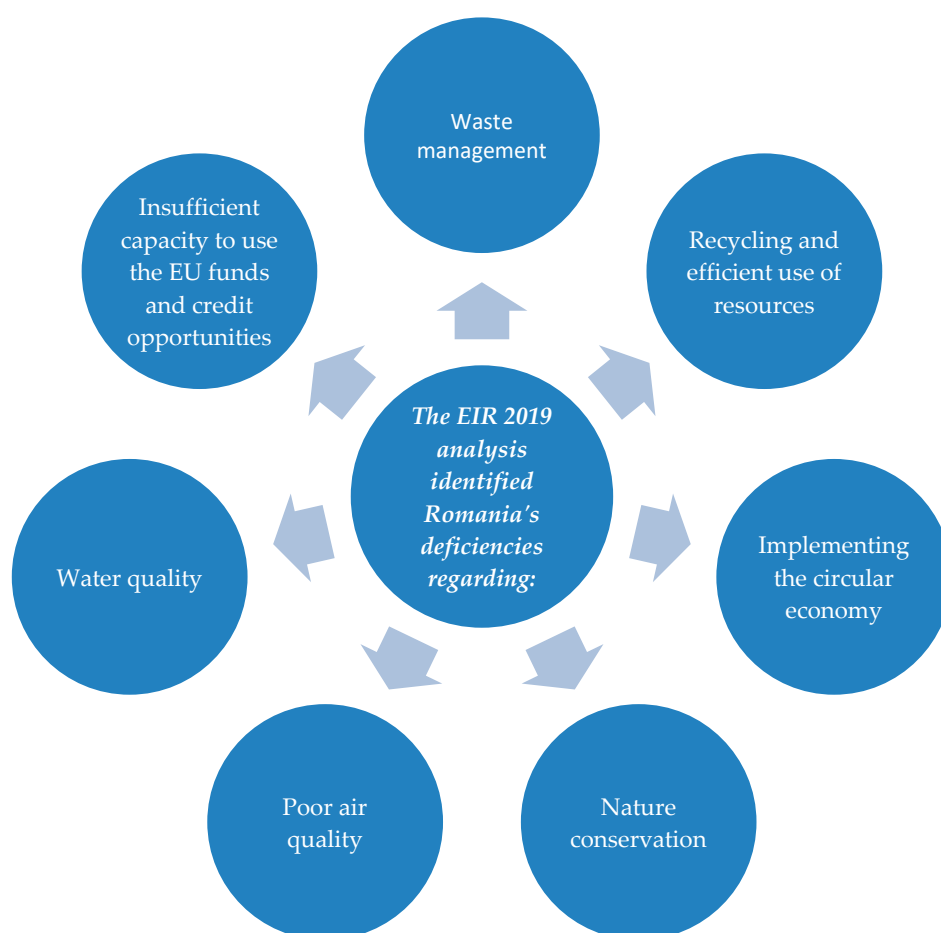 Waste
management
Insufficient
capacity to use
the EU funds
and credit
opportunities
Recycling and
efficient use of
resources
The EIR 2019
analysis
identified
Romania's
deficiencies
regarding:
Water quality
Implementing
the circular
economy
Poor air
quality
Nature
conservation